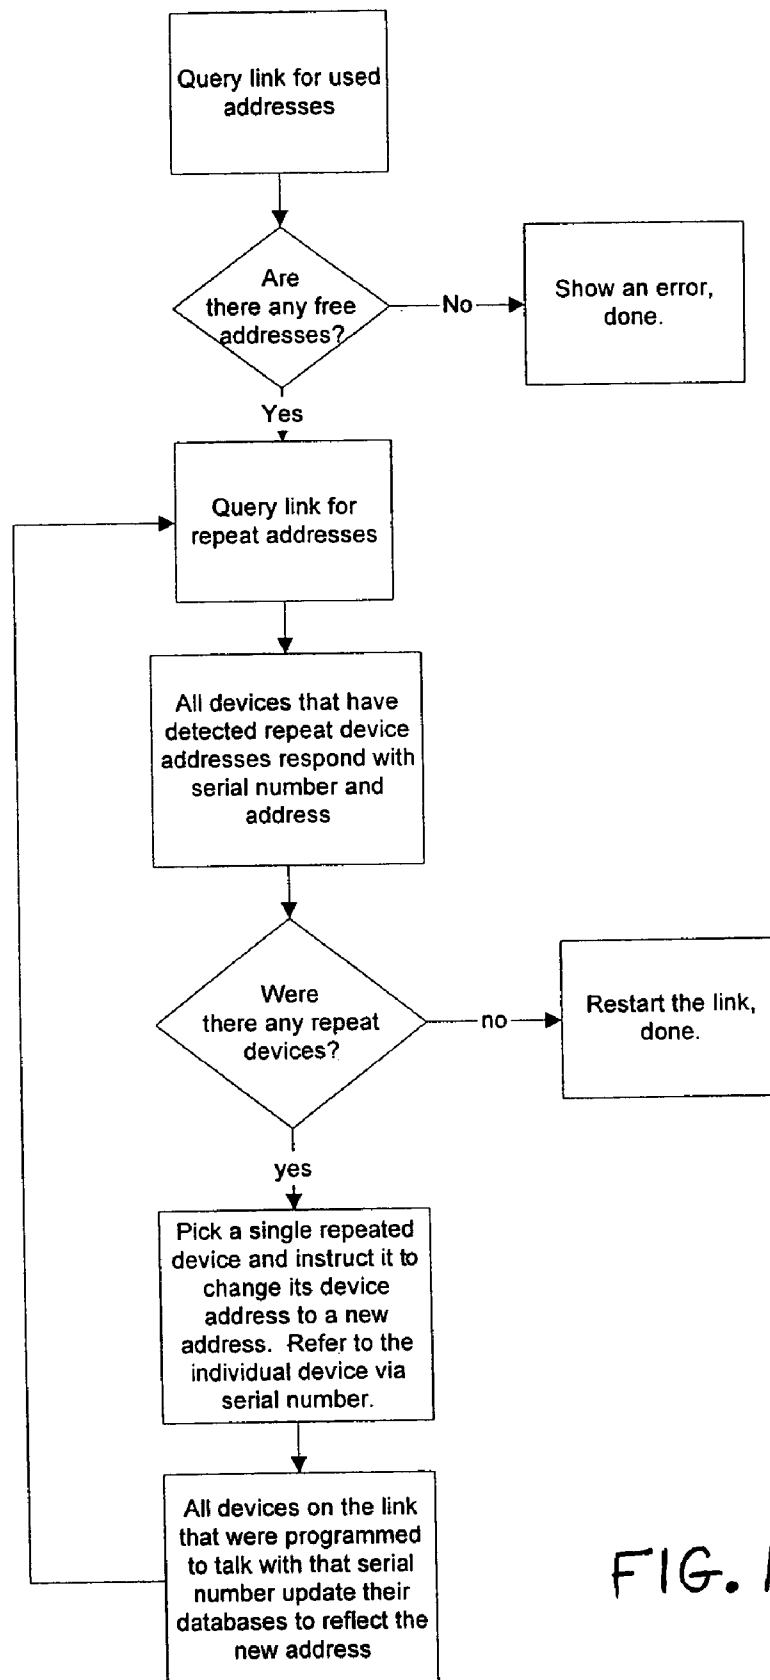 Query link for used
addresses
Are
there any free
addresses?
No
Show an error,
done.
Yes
Query link for
repeat addresses
All devices that have
detected repeat device
addresses respond with
serial number and
address
Were
there any repeat
devices?
no
Restart the link,
done.
yes
Pick a single repeated
device and instruct it to
change its device
address to a new
address. Refer to the
individual device via
serial number.
All devices on the link
that were programmed
to talk with that serial
number update their
databases to reflect the
new address
FIG. 1